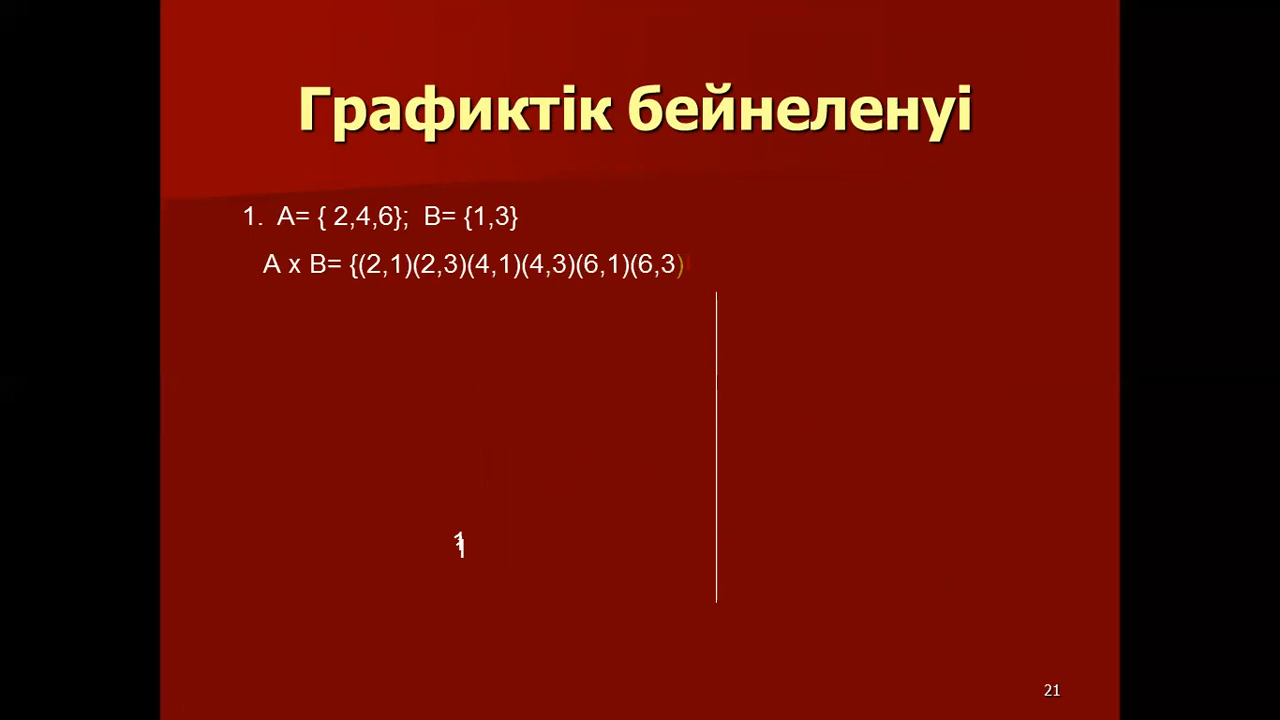 Графиктік бейнеленуі
1. A= { 2,4,6}; B= {1,3}
A x B= {(2,1)(2,3)(4,1)(4,3)(6,1)(6,3)
1
21